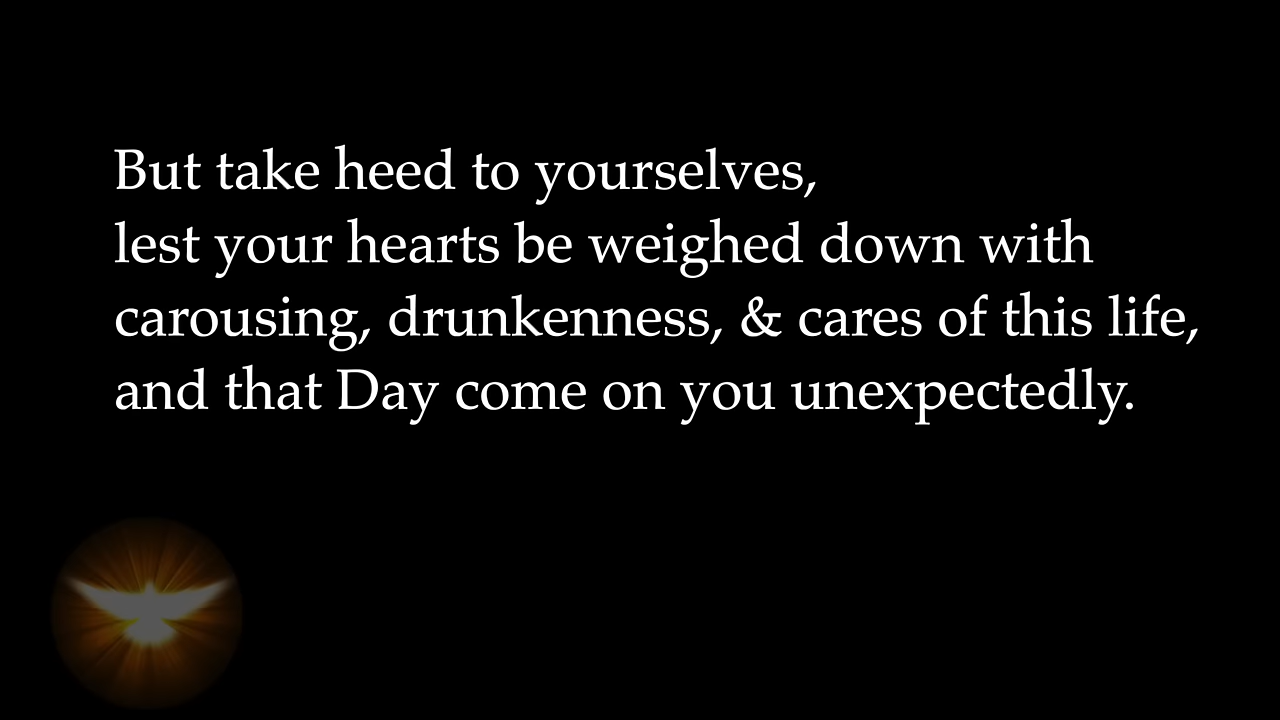 But take heed to yourselves,
lest your hearts be weighed down with
carousing, drunkenness, & cares of this life,
and that Day come on you unexpectedly.